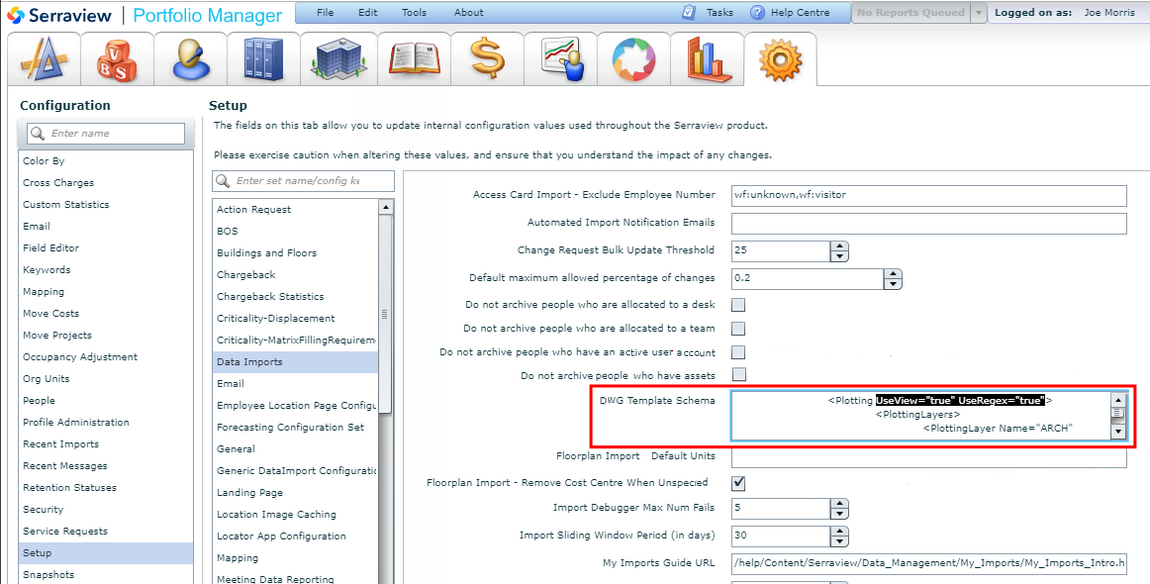 Serraview | Portfolio Manager
File Edit Tools About
Tasks Help Centre
No Reports Queued
Logged on as: Joe Morris
V
B S
$
Configuration
Enter name
Color By
Cross Charges
Custom Statistics
Email
Field Editor
Keywords
Mapping
Move Costs
Move Projects
Occupancy Adjustment
Org Units
People
Profile Administration
Recent Imports
Recent Messages
Retention Statuses
Security
Service Requests
Setup
Snapshots
Setup
The fields on this tab allow you to update internal configuration values used throughout the Serraview product.
Please exercise caution when altering these values, and ensure that you understand the impact of any changes.
Enter set name/config ke
Action Request
BOS
Buildings and Floors
Chargeback
Chargeback Statistics
Criticality-Displacement
Criticality-MatrixFillingRequirem
Data Imports
Email
Employee Location Page Configu
Forecasting Configuration Set
General
Generic DataImport Configuratio
Landing Page
Location Image Caching
Locator App Configuration
Mapping
Meeting Data Reporting
Access Card Import - Exclude Employee Number wf:unknown,wf:visitor
Automated Import Notification Emails
Change Request Bulk Update Threshold 25
Default maximum allowed percentage of changes 0.2
Do not archive people who are allocated to a desk
Do not archive people who are allocated to a team
Do not archive people who have an active user account
Do not archive people who have assets
DWG Template Schema <Plotting UseView="true" UseRegex="true">
<PlottingLayers>
<PlottingLayer Name="ARCH"
Floorplan Import Default Units
Floorplan Import - Remove Cost Centre When Unspecied
Import Debugger Max Num Fails 5
Import Sliding Window Period (in days) 30
My Imports Guide URL /help/Content/Serraview/Data_Management/My_Imports/My_Imports_Intro.h